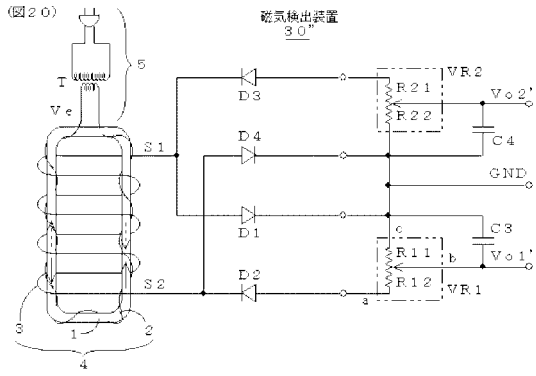 (図20)
磁気検出装置
30"
5
T
Ve
VR2
R21
Vo2'
R22
D3
S1
D4
C4
GND
D1
C3
c
R11
b
Vo1'
D2
R12
S2
a
VR1
3
1
2
4